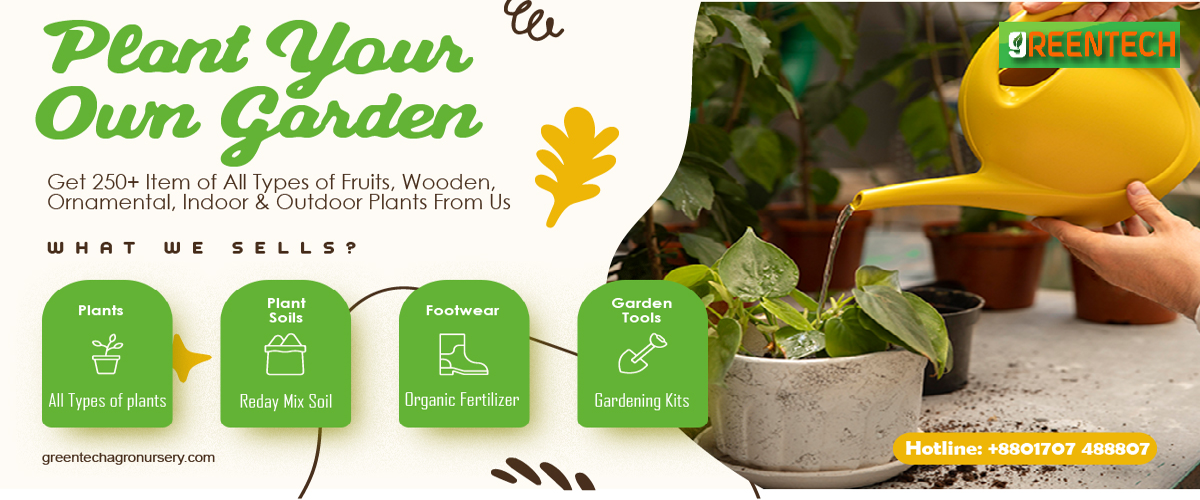 Plant Your
Own Garden
gREENTECH
Get 250+ Item of All Types of Fruits, Wooden,
Ornamental, Indoor & Outdoor Plants From Us
WHAT WE SELLS?
Plants
All Types of plants
Plant
Soils
Reday Mix Soil
Footwear
Organic Fertilizer
Garden
Tools
Gardening Kits
greentechagronursery.com
Hotline: +8801707 488807